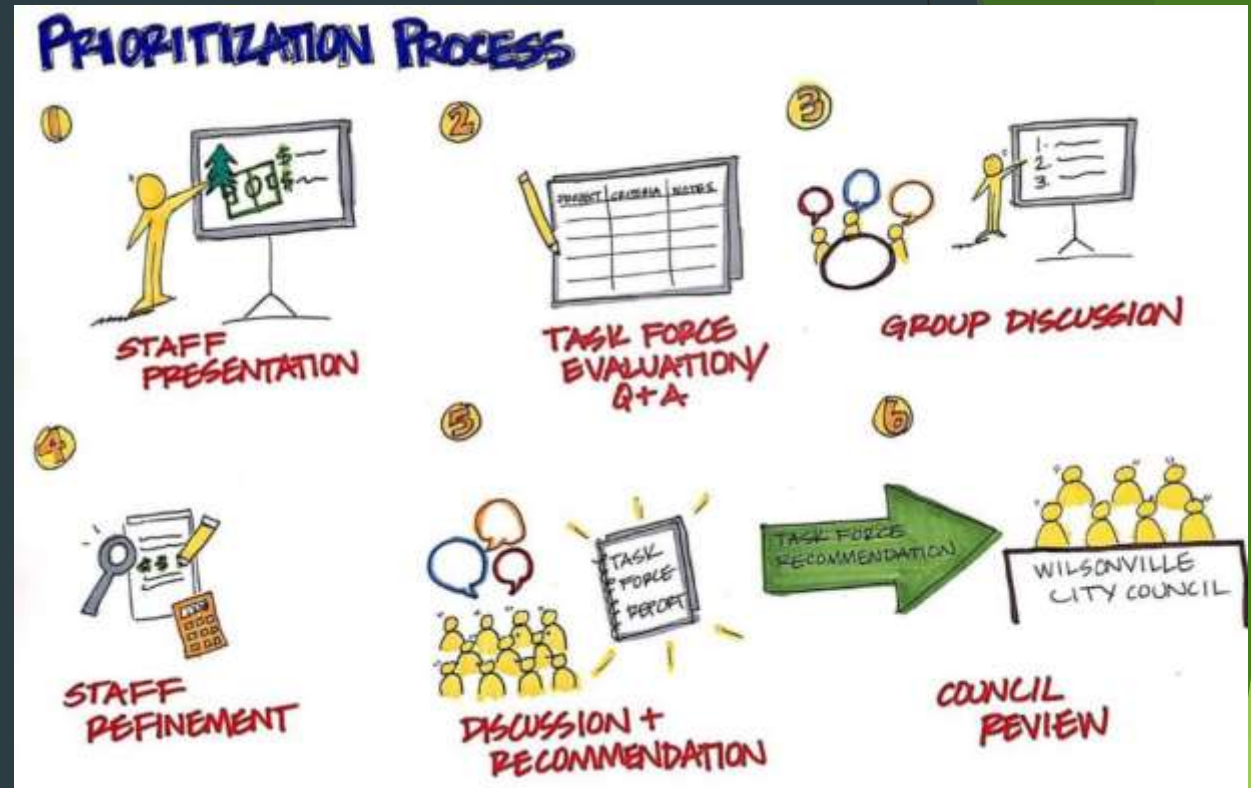 PRIORITIZATION PROCESS
1
$
$
STAFF
PRESENTATION
2
PROJECT CRITERIA NOTES
TASK FORCE
EVALUATION/
Q+A
3
1.
2.
3.
GROUP DISCUSSION
4
$ $ $
STAFF
REFINEMENT
5
TASK
FORCE
REPORT
DISCUSSION +
RECOMMENDATION
6
TASK FORCE
RECOMMENDATION
WILSONVILLE
CITY COUNCIL
COUNCIL
REVIEW